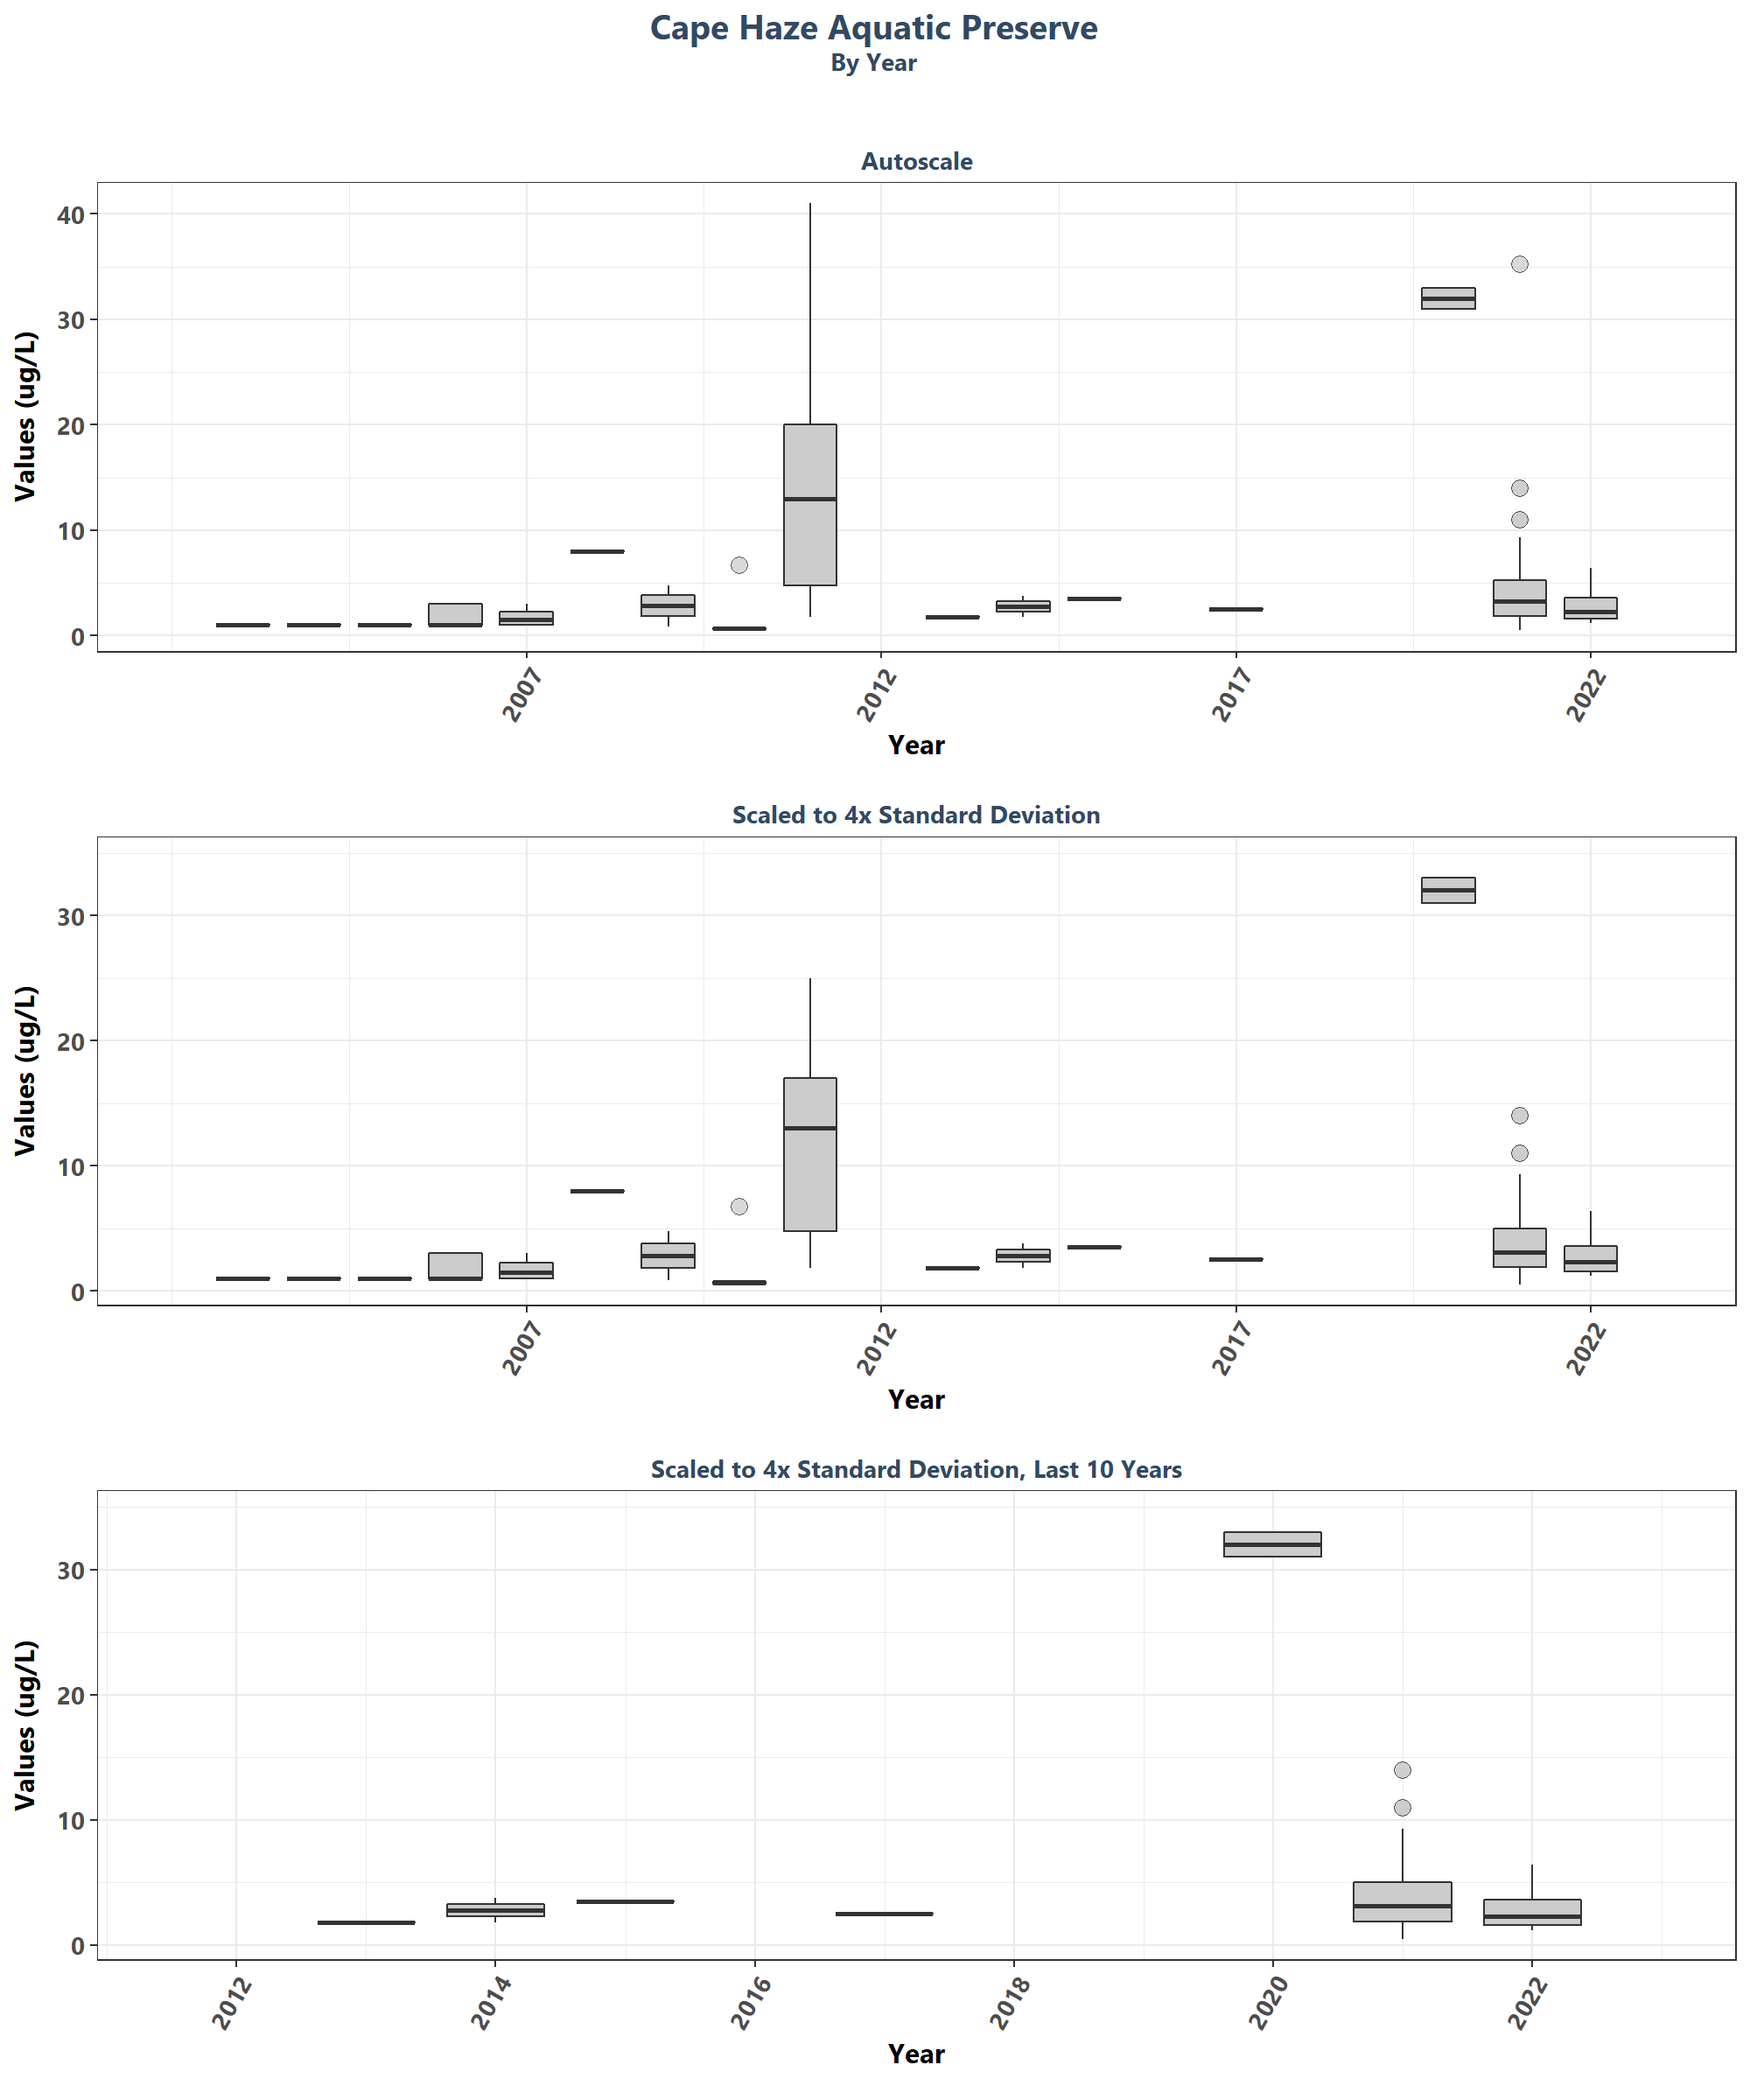 Cape Haze Aquatic Preserve
By Year
Autoscale
Values (ug/L)
40
30
20
10
0
2007
2012
2017
2022
Year
Scaled to 4x Standard Deviation
Values (ug/L)
30
20
10
0
2007
2012
2017
2022
Year
Scaled to 4x Standard Deviation, Last 10 Years
Values (ug/L)
30
20
10
0
2012
2014
2016
2018
2020
2022
Year